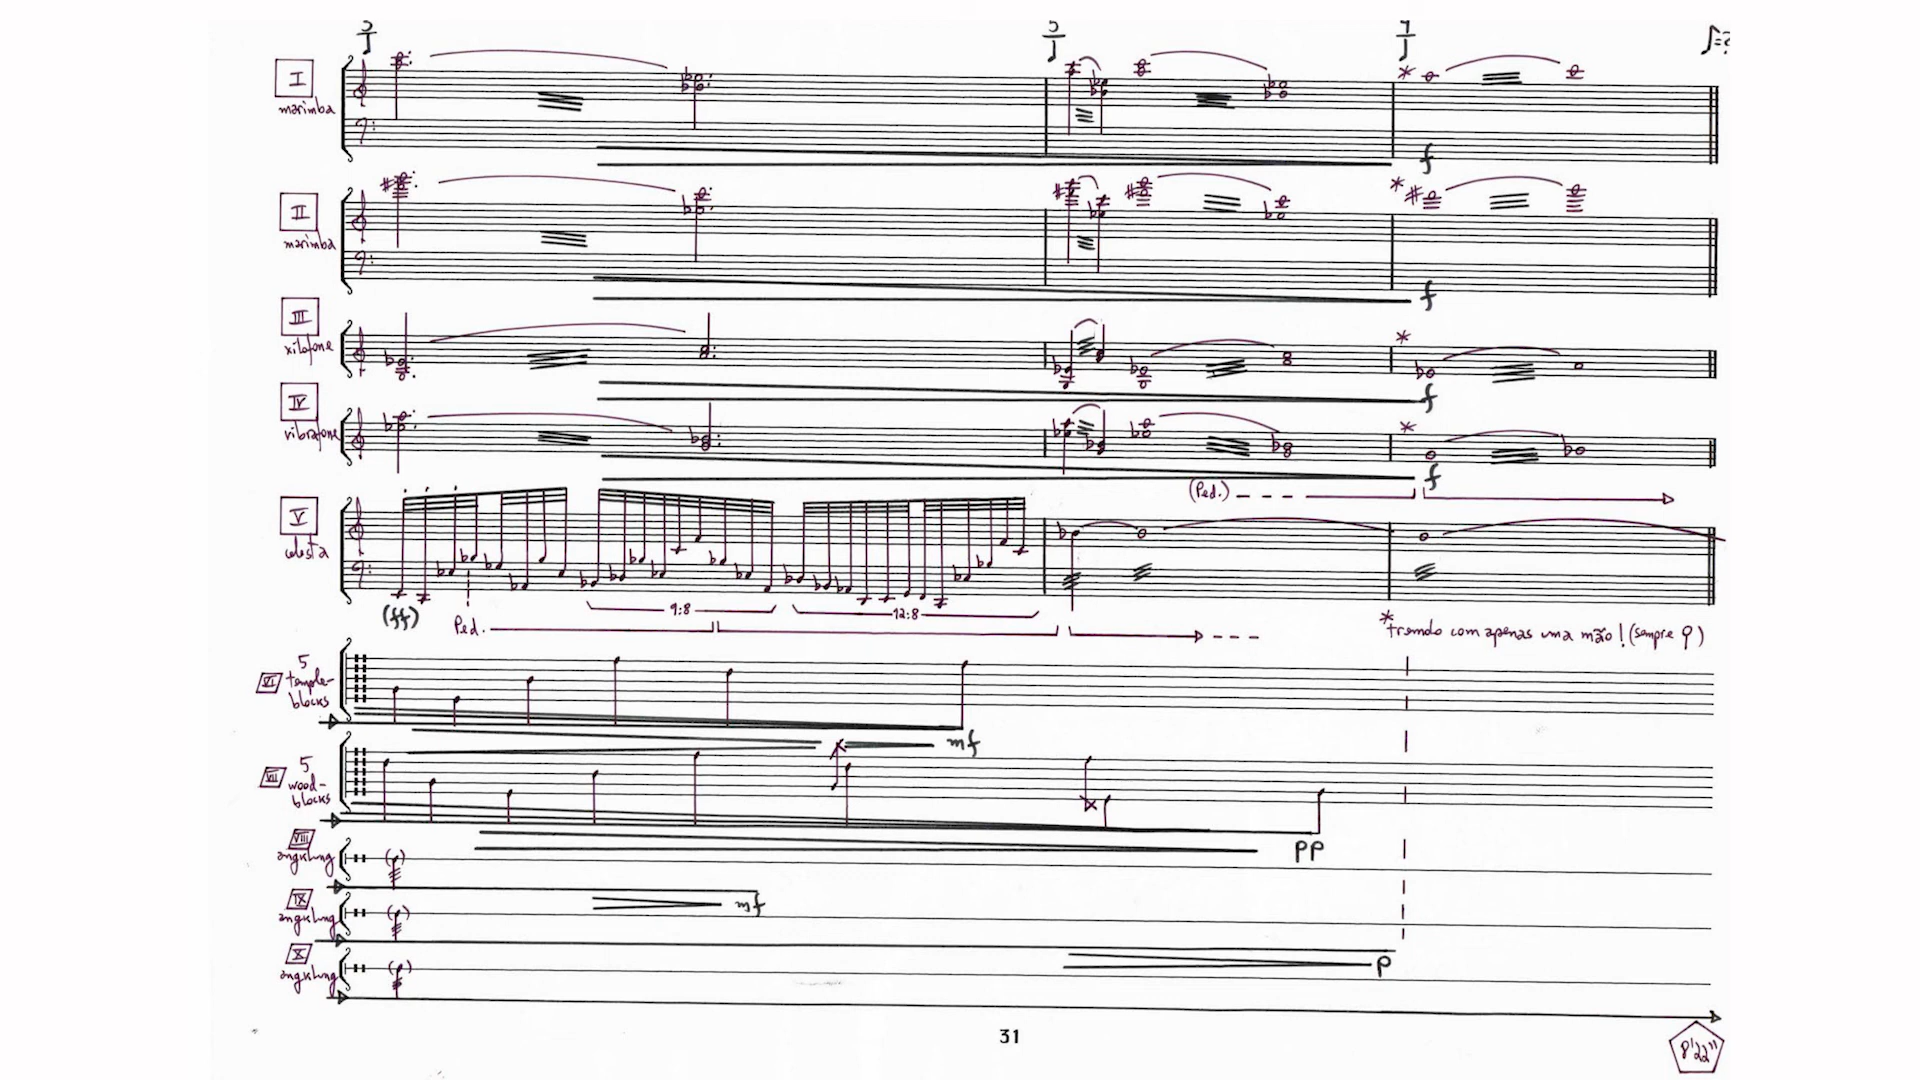 I
marimba
f
II
marimba
f
III
xilofone
f
IV
vibrafone
f
(Ped.)
V
celesta
(ff)
9:8
12:8
Ped.
*tremolo com apenas uma mão! (sempre
VI
5
temple-
blocks
mf
VII
5
wood-
blocks
pp
VIII
angklung
mf
IX
angklung
p
X
angklung
31
8'22"